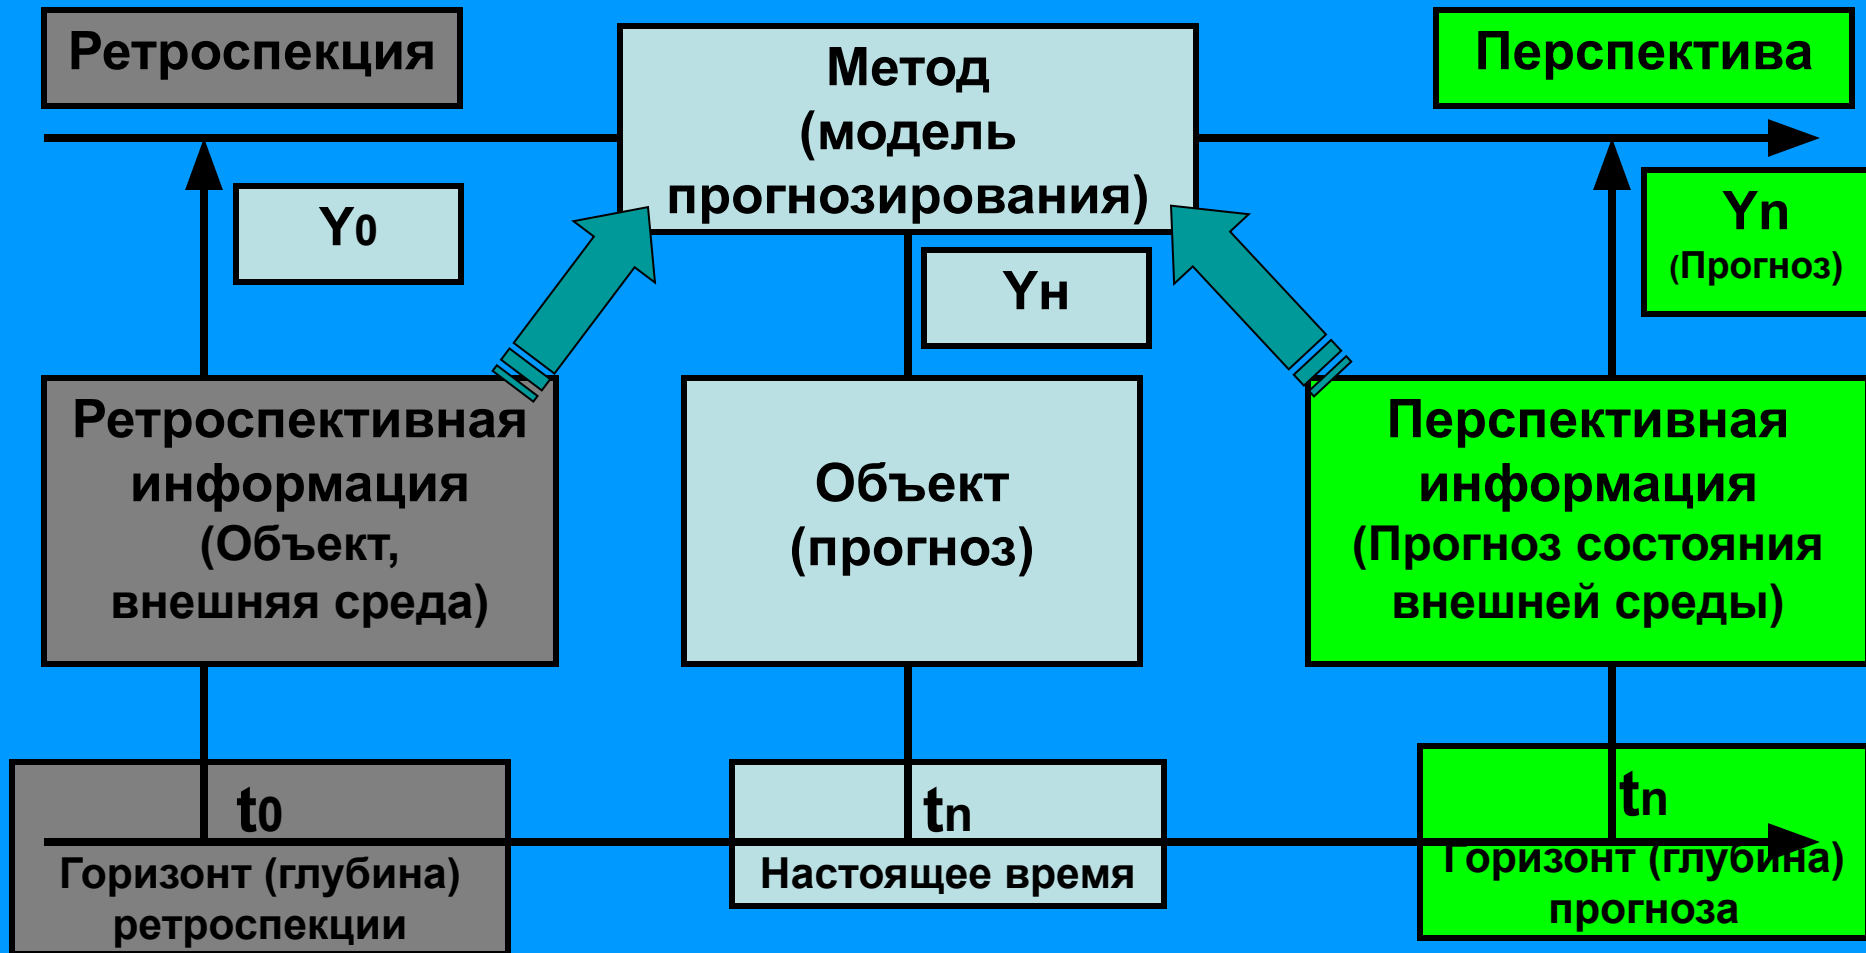 Ретроспекция
Метод
(модель
прогнозирования)
Перспектива
Y0
Yн
Yn
(Прогноз)
Ретроспективная
информация
(Объект,
внешняя среда)
Объект
(прогноз)
Перспективная
информация
(Прогноз состояния
внешней среды)
t0
Горизонт (глубина)
ретроспекции
tn
Настоящее время
tn
Горизонт (глубина)
прогноза